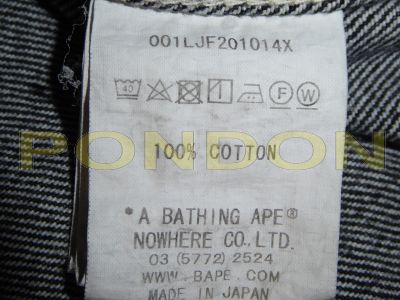 001LJF201014X
40 1 F W
PONDON
100% COTTON
*A BATHING APE®
NOWHERE CO., LTD.
03 (5772) 2524
WWW.BAPE.COM
MADE IN JAPAN